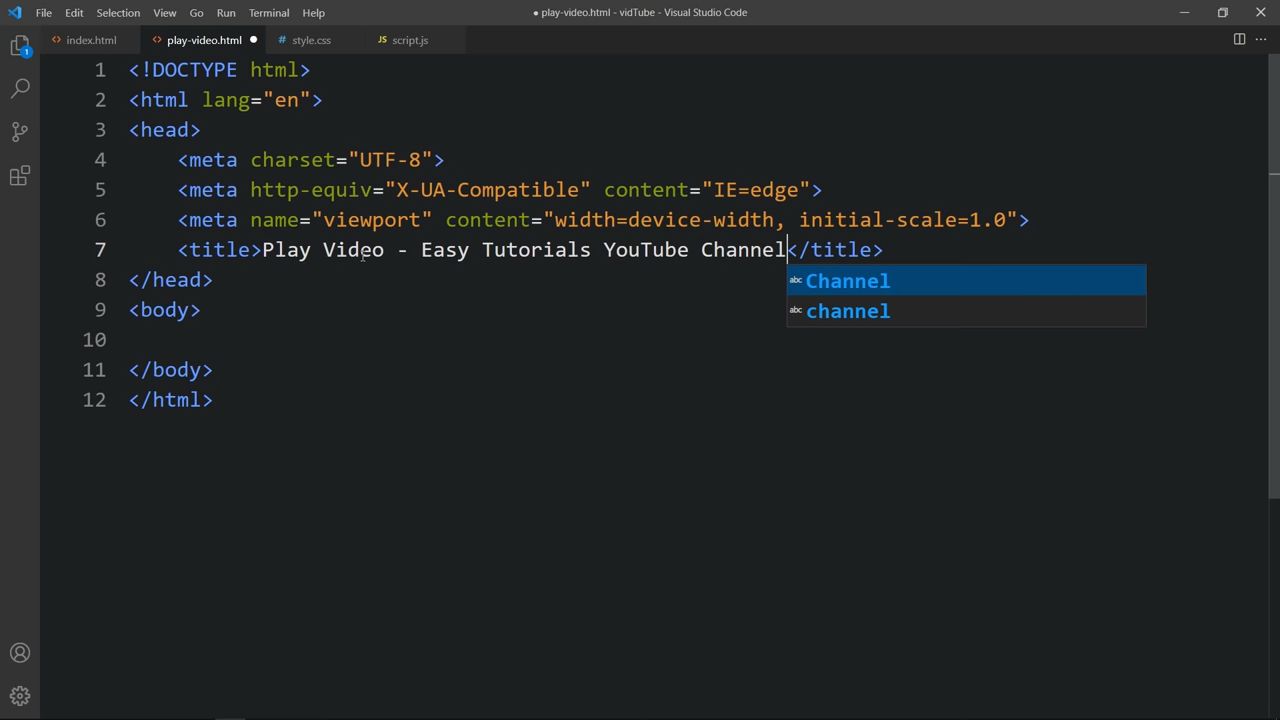 File Edit Selection View Go Run Terminal Help ● play-video.html - vidTube - Visual Studio Code
index.html play-video.html ● # style.css JS script.js
1
1 <!DOCTYPE html>
2 <html lang="en">
3 <head>
4 <meta charset="UTF-8">
5 <meta http-equiv="X-UA-Compatible" content="IE=edge">
6 <meta name="viewport" content="width=device-width, initial-scale=1.0">
7 <title>Play Video - Easy Tutorials YouTube Channel</title>
8 </head>
abc Channel
9 <body>
abc channel
10
11 </body>
12 </html>